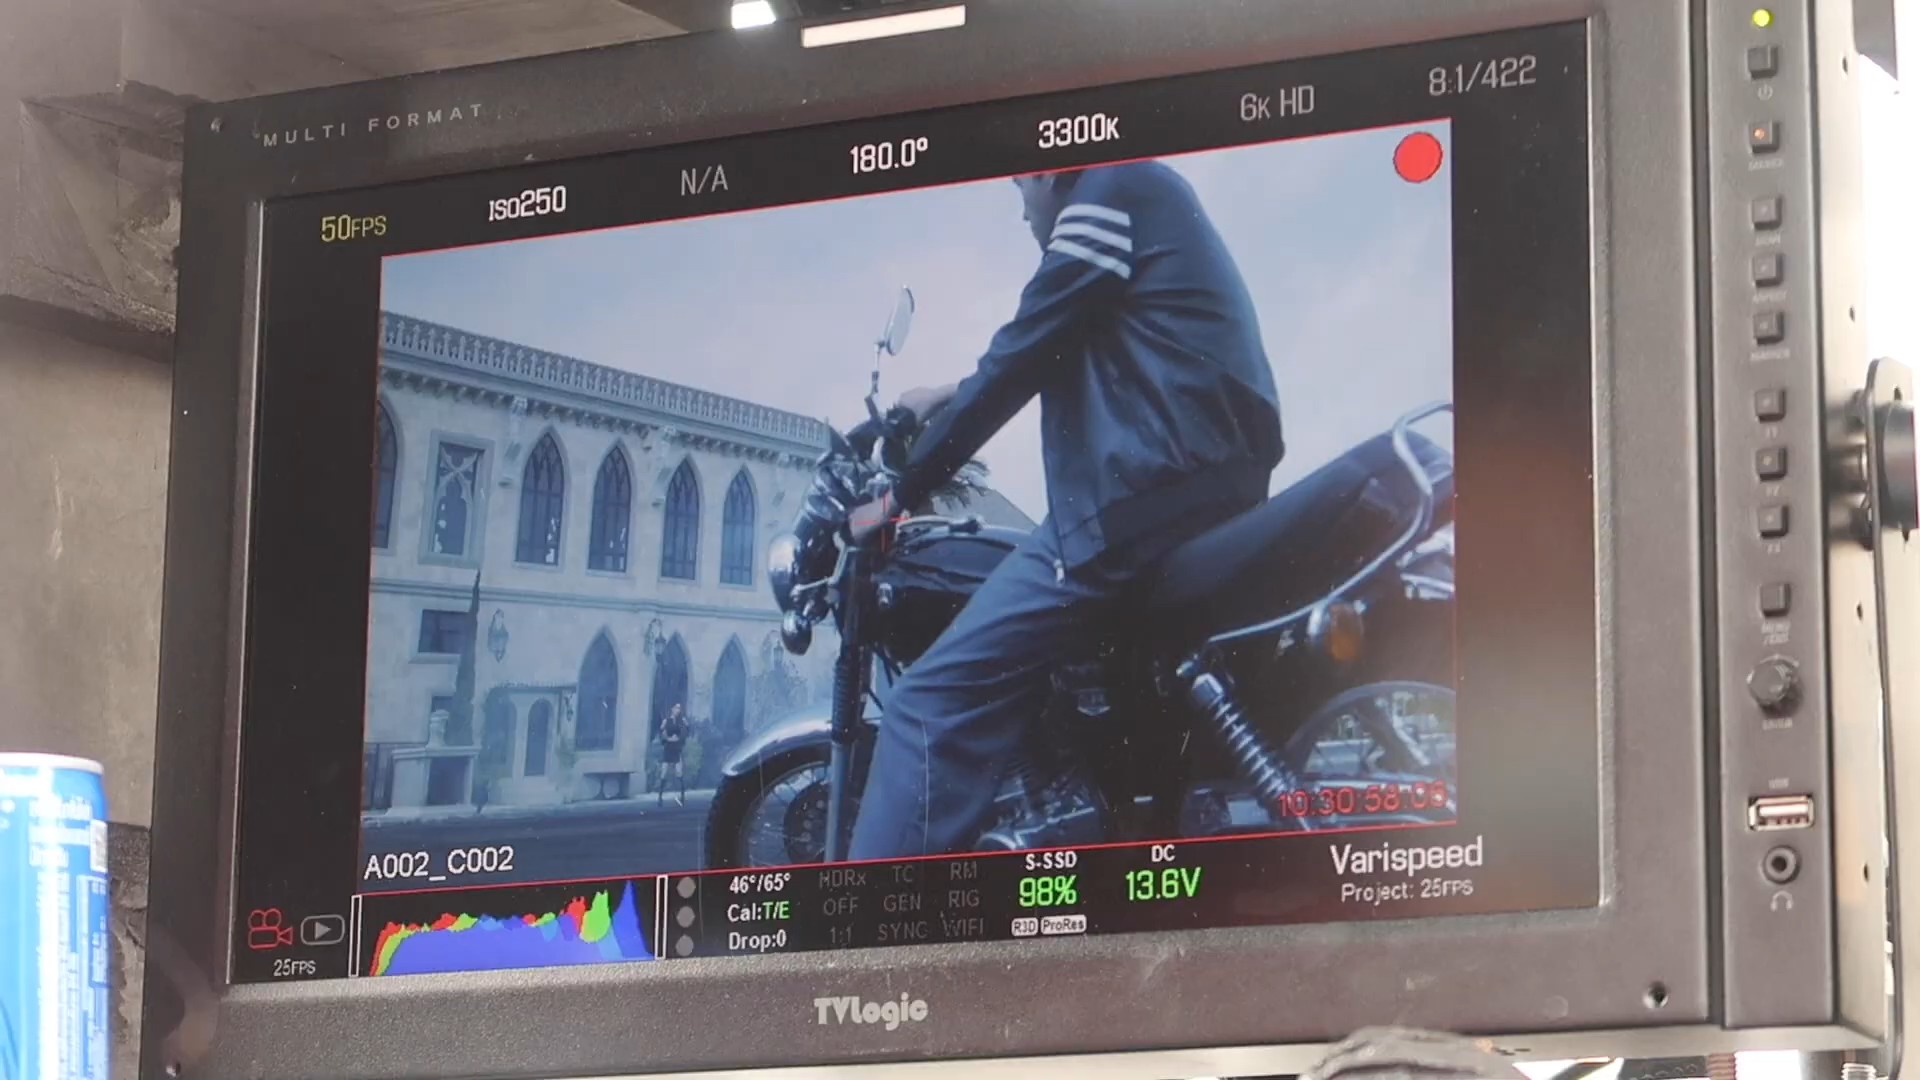 MULTI FORMAT
50FPS ISO250 N/A 180.0° 3300K 6K HD 8:1/422
10:30:58:06
A002_C002
25FPS
46°/65°
Cal:T/E
Drop:0
HDRx TC RM
OFF GEN RIG
1:1 SYNC WIFI
S-SSD
98%
R3D ProRes
DC
13.6V
Varispeed
Project: 25FPS
TVlogic